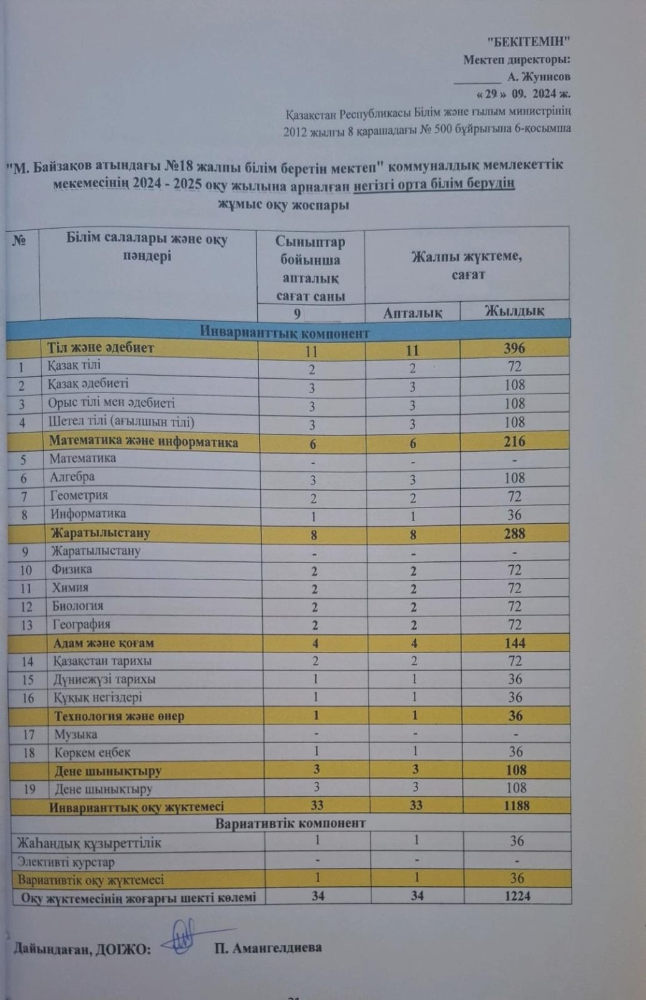 "БЕКІТЕМІН"
Мектеп директоры:
________ А. Жунисов
« 29 » 09. 2024 ж.
Қазақстан Республикасы Білім және ғылым министрінің
2012 жылғы 8 қарашадағы № 500 бұйрығына 6-қосымша
"М. Байзақов атындағы №18 жалпы білім беретін мектеп" коммуналдық мемлекеттік
мекемесінің 2024 - 2025 оқу жылына арналған негізгі орта білім берудің
жұмыс оқу жоспары
№ Білім салалары және оқу пәндері Сыныптар бойынша апталық сағат саны Жалпы жүктеме, сағат
9 Апталық Жылдық
Инварианттық компонент
Тіл және әдебиет 11 11 396
1 Қазақ тілі 2 2 72
2 Қазақ әдебиеті 3 3 108
3 Орыс тілі мен әдебиеті 3 3 108
4 Шетел тілі (ағылшын тілі) 3 3 108
Математика және информатика 6 6 216
5 Математика - - -
6 Алгебра 3 3 108
7 Геометрия 2 2 72
8 Информатика 1 1 36
Жаратылыстану 8 8 288
9 Жаратылыстану - - -
10 Физика 2 2 72
11 Химия 2 2 72
12 Биология 2 2 72
13 География 2 2 72
Адам және қоғам 4 4 144
14 Қазақстан тарихы 2 2 72
15 Дүниежүзі тарихы 1 1 36
16 Құқық негіздері 1 1 36
Технология және өнер 1 1 36
17 Музыка - - -
18 Көркем еңбек 1 1 36
Дене шынықтыру 3 3 108
19 Дене шынықтыру 3 3 108
Инварианттық оқу жүктемесі 33 33 1188
Вариативтік компонент
Жаһандық құзыреттілік 1 1 36
Элективті курстар - - -
Вариативтік оқу жүктемесі 1 1 36
Оқу жүктемесінің жоғарғы шекті көлемі 34 34 1224
Дайындаған, ДОІЖО: П. Амангелдиева